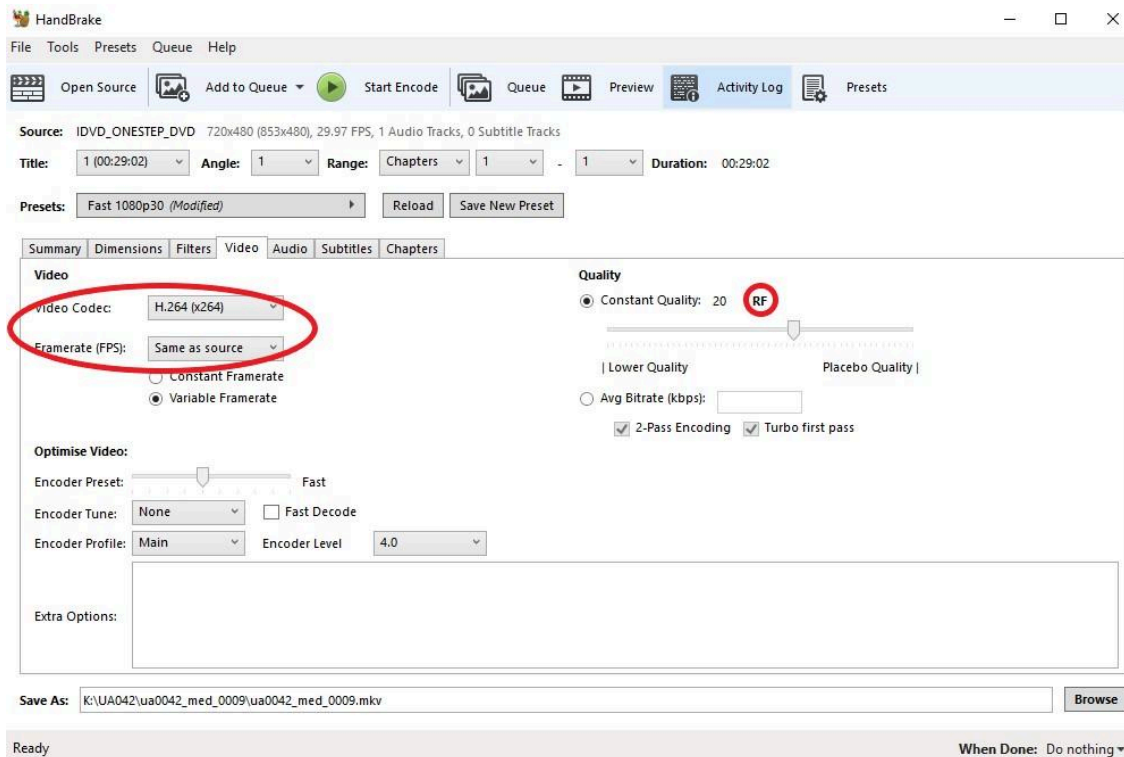 HandBrake
File Tools Presets Queue Help
Open Source Add to Queue Start Encode Queue Preview Activity Log Presets
Source: IDVD_ONESTEP_DVD 720x480 (853x480), 29.97 FPS, 1 Audio Tracks, 0 Subtitle Tracks
Title: 1 (00:29:02) Angle: 1 Range: Chapters 1 - 1 Duration: 00:29:02
Presets: Fast 1080p30 (Modified) Reload Save New Preset
Summary Dimensions Filters Video Audio Subtitles Chapters
Video
Video Codec: H.264 (x264)
Framerate (FPS): Same as source
Constant Framerate
Variable Framerate
Quality
Constant Quality: 20 RF
| Lower Quality Placebo Quality |
Avg Bitrate (kbps):
2-Pass Encoding Turbo first pass
Optimise Video:
Encoder Preset: Fast
Encoder Tune: None Fast Decode
Encoder Profile: Main Encoder Level 4.0
Extra Options:
Save As: K:\UA042\ua0042_med_0009\ua0042_med_0009.mkv Browse
Ready When Done: Do nothing